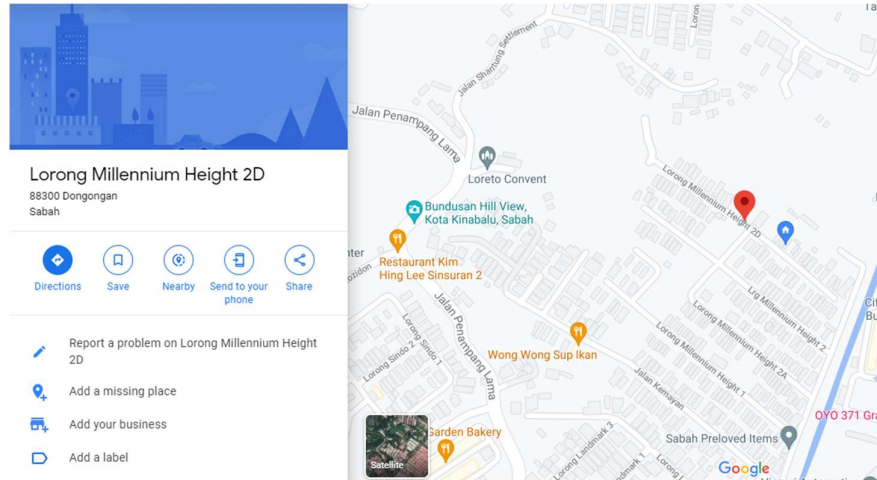 Lorong Millennium Height 2D
88300 Dongongan
Sabah
Directions
Save
Nearby
Send to your
phone
Share
Report a problem on Lorong Millennium Height
2D
Add a missing place
Add your business
Add a label
Jalan Shantung Settlement
Lorong
Jalan Penampang Lama
Loreto Convent
Bundusan Hill View,
Kota Kinabalu, Sabah
Lorong Millennium Height 2D
Restaurant Kim
Hing Lee Sinsuran 2
Jalan Penampang Lama
Lrg Millennium Height 2
Lorong Sindo 1
Lorong Sindo 2
Wong Wong Sup Ikan
Lorong Millennium Height 2A
Lorong Millennium Height 1
Jalan Kemayan
OYO 371 Gra
Garden Bakery
Sabah Preloved Items
Lorong Landmark 3
Satellite
Google